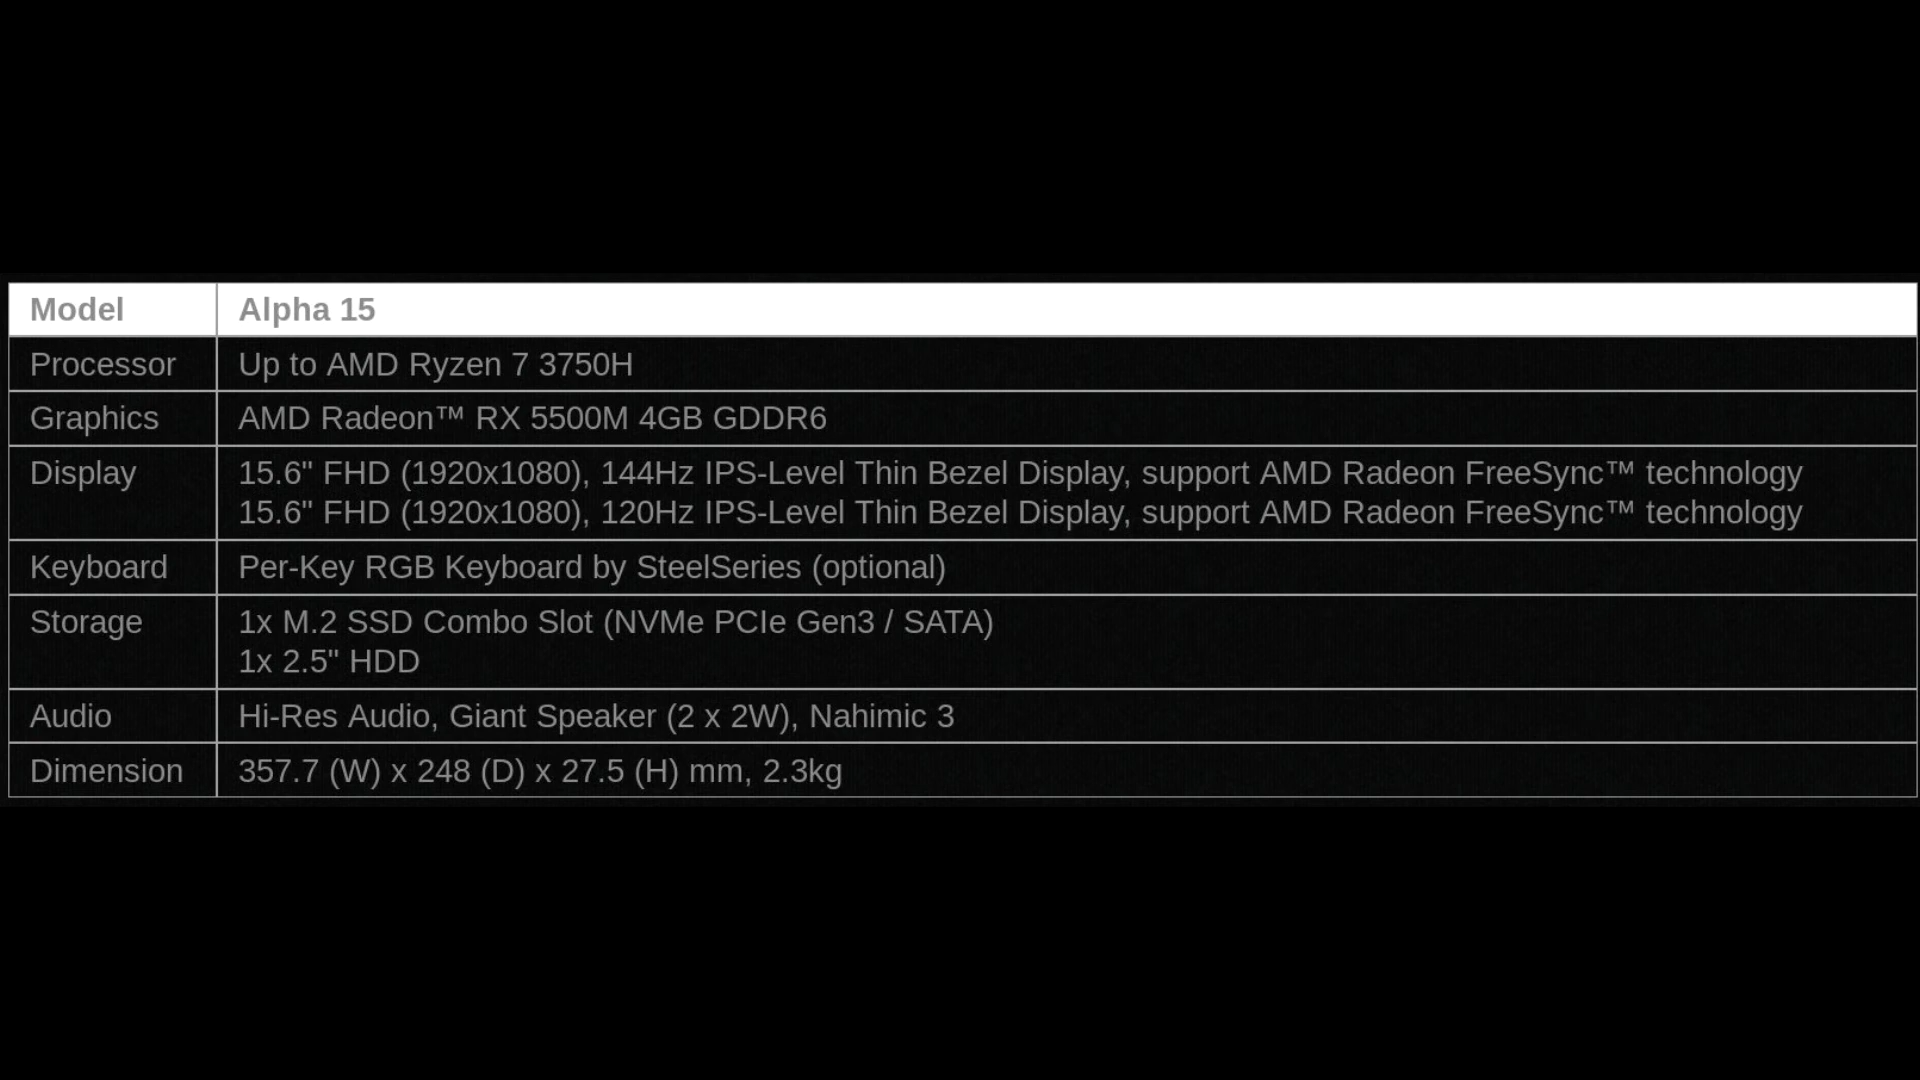 Model Alpha 15
Processor Up to AMD Ryzen 7 3750H
Graphics AMD Radeon™ RX 5500M 4GB GDDR6
Display 15.6" FHD (1920x1080), 144Hz IPS-Level Thin Bezel Display, support AMD Radeon FreeSync™ technology
15.6" FHD (1920x1080), 120Hz IPS-Level Thin Bezel Display, support AMD Radeon FreeSync™ technology
Keyboard Per-Key RGB Keyboard by SteelSeries (optional)
Storage 1x M.2 SSD Combo Slot (NVMe PCIe Gen3 / SATA)
1x 2.5" HDD
Audio Hi-Res Audio, Giant Speaker (2 x 2W), Nahimic 3
Dimension 357.7 (W) x 248 (D) x 27.5 (H) mm, 2.3kg